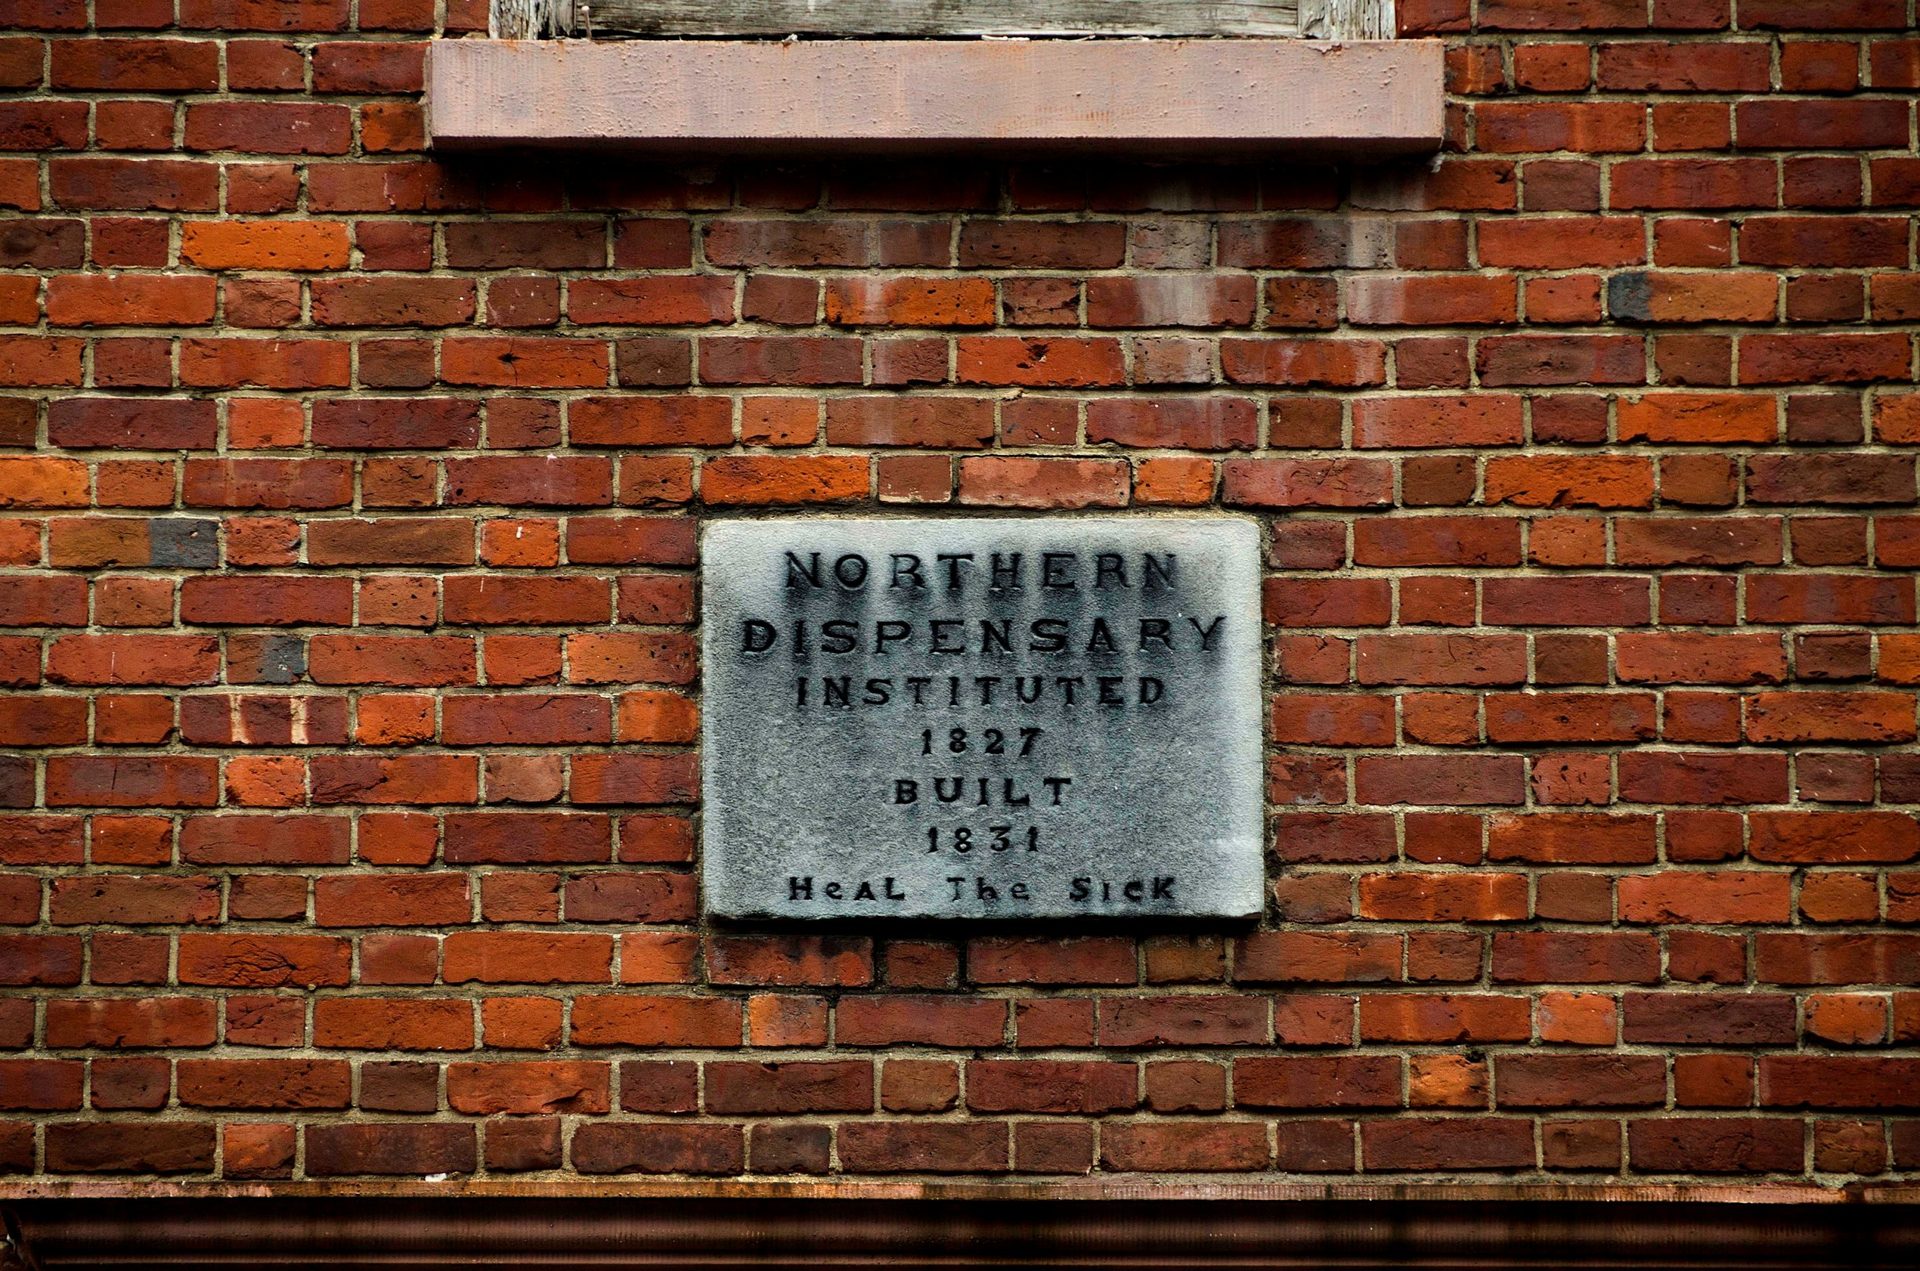 NORTHERN
DISPENSARY
INSTITUTED
1827
BUILT
1831
HeAL The SIcK